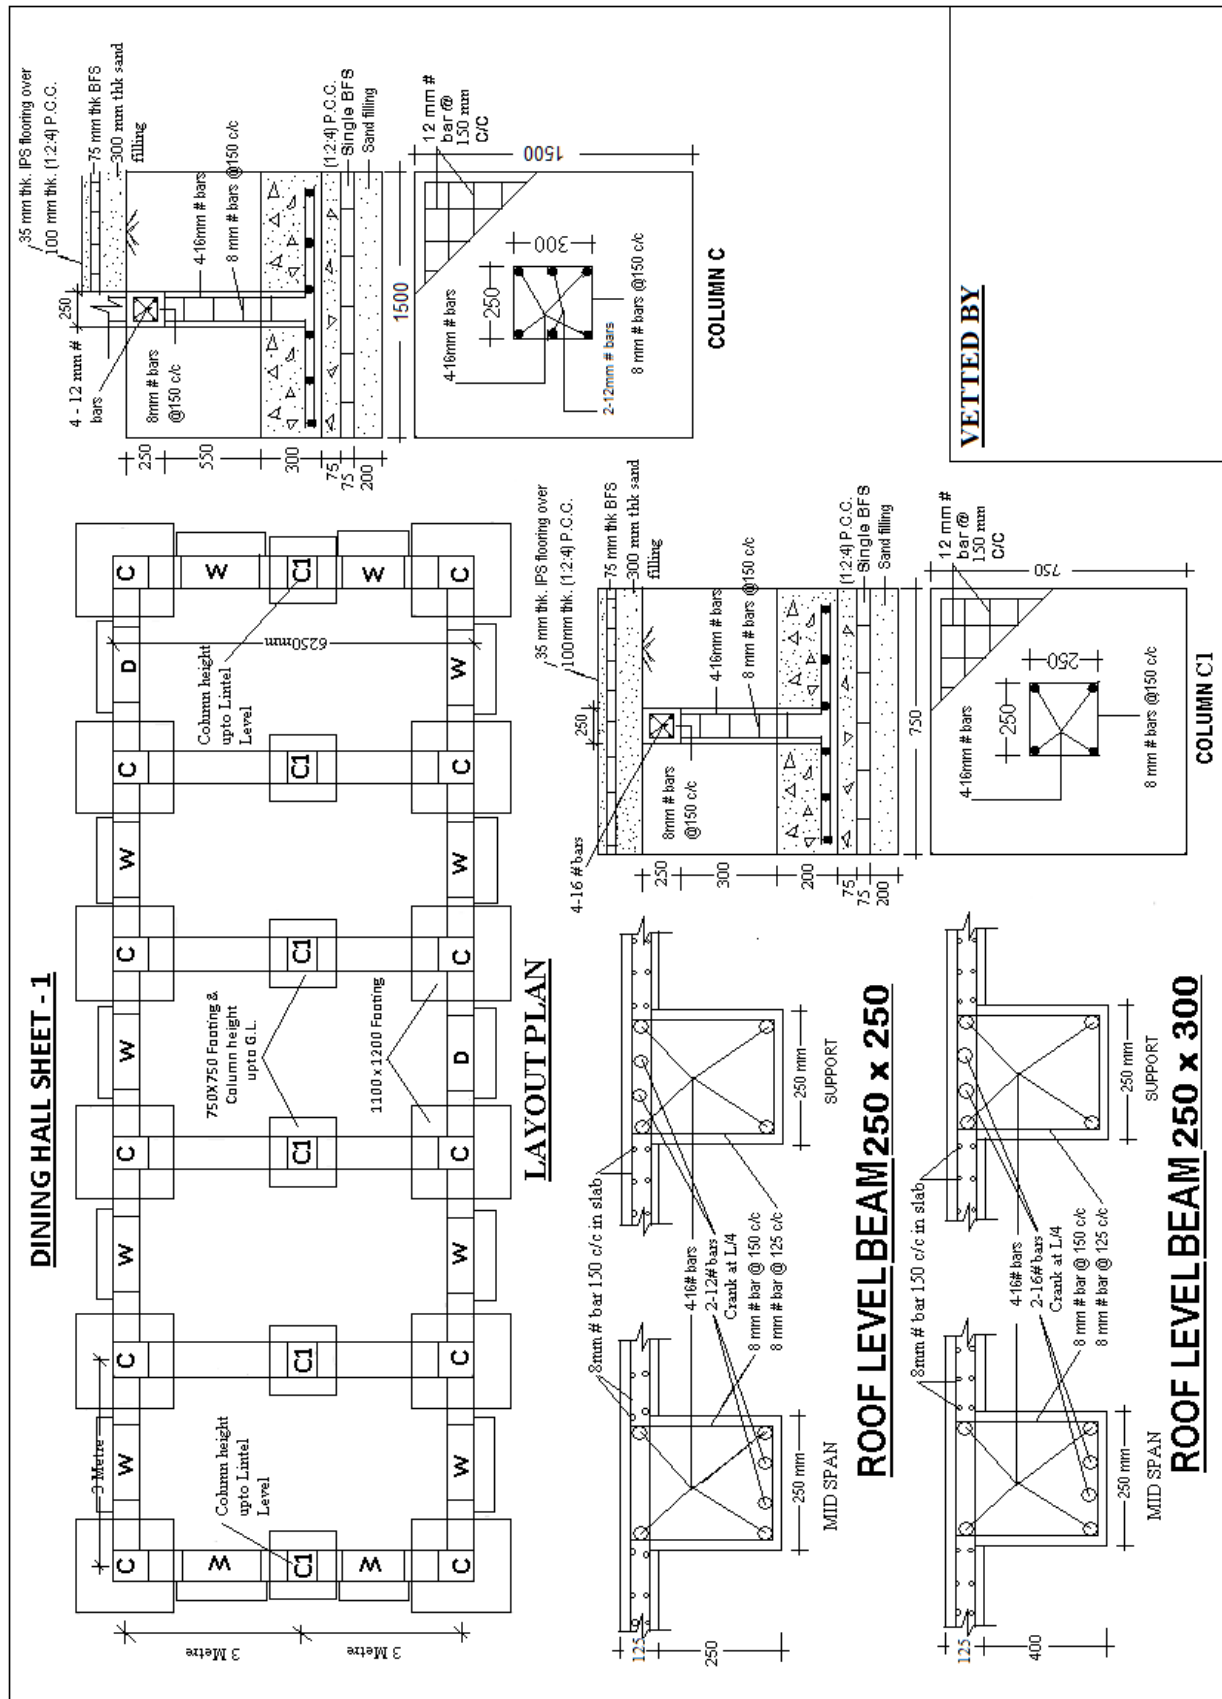 DINING HALL SHEET - 1
3 Metre
3 Metre
3 Metre
C
W
C
W
C
W
C
W
C
D
C
W
C1
W
Column height
upto Lintel
Level
C1
C1
C1
C1
C1
W
W
750X750 Footing &
Column height
upto G.L.
1100 x 1200 Footing
Column height
upto Lintel
Level
6250mm
C
W
C
W
C
D
C
W
C
W
C
LAYOUT PLAN
35 mm thk. IPS flooring over
100 mm thk. (1:2:4) P.C.C.
75 mm thk BFS
300 mm thk sand
filling
250
4 - 12 mm #
bars
8mm # bars
@150 c/c
4-16mm # bars
8 mm # bars @150 c/c
(1:2:4) P.C.C.
Single BFS
Sand filling
250
550
300
75
75
200
1500
12 mm #
bar @
150 mm
C/C
1500
250
300
4-16mm # bars
2-12mm # bars
8 mm # bars @150 c/c
COLUMN C
35 mm thk. IPS flooring over
100mm thk. (1:2:4) P.C.C.
75 mm thk BFS
300 mm thk sand
filling
250
4-16 # bars
8mm # bars
@150 c/c
4-16mm # bars
8 mm # bars @150 c/c
(1:2:4) P.C.C.
Single BFS
Sand filling
250
300
200
75
75
200
750
12 mm #
bar @
150 mm
C/C
750
250
250
4-16mm # bars
8 mm # bars @150 c/c
COLUMN C1
125
250
8mm # bar 150 c/c in slab
4-16# bars
2-12# bars
Crank at L/4
8 mm # bar @ 150 c/c
8 mm # bar @ 125 c/c
250 mm
250 mm
MID SPAN
SUPPORT
ROOF LEVEL BEAM 250 x 250
125
400
8mm # bar 150 c/c in slab
4-16# bars
2-16# bars
Crank at L/4
8 mm # bar @ 150 c/c
8 mm # bar @ 125 c/c
250 mm
250 mm
MID SPAN
SUPPORT
ROOF LEVEL BEAM 250 x 300
VETTED BY